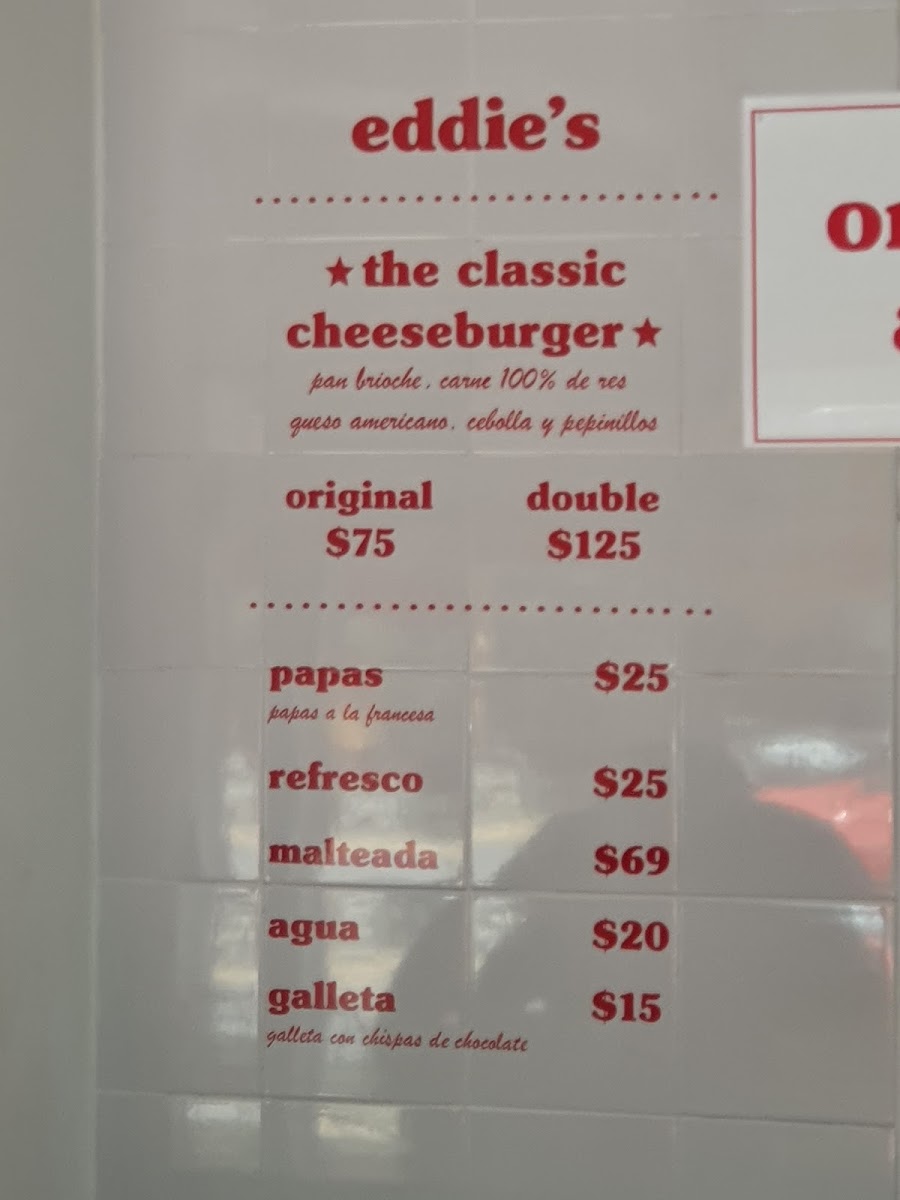 eddie's
★the classic
cheeseburger★
pan brioche, carne 100% de res
queso americano, cebolla y pepinillos
original double
$75 $125
papas $25
papas a la francesa
refresco $25
malteada $69
agua $20
galleta $15
galleta con chispas de chocolate